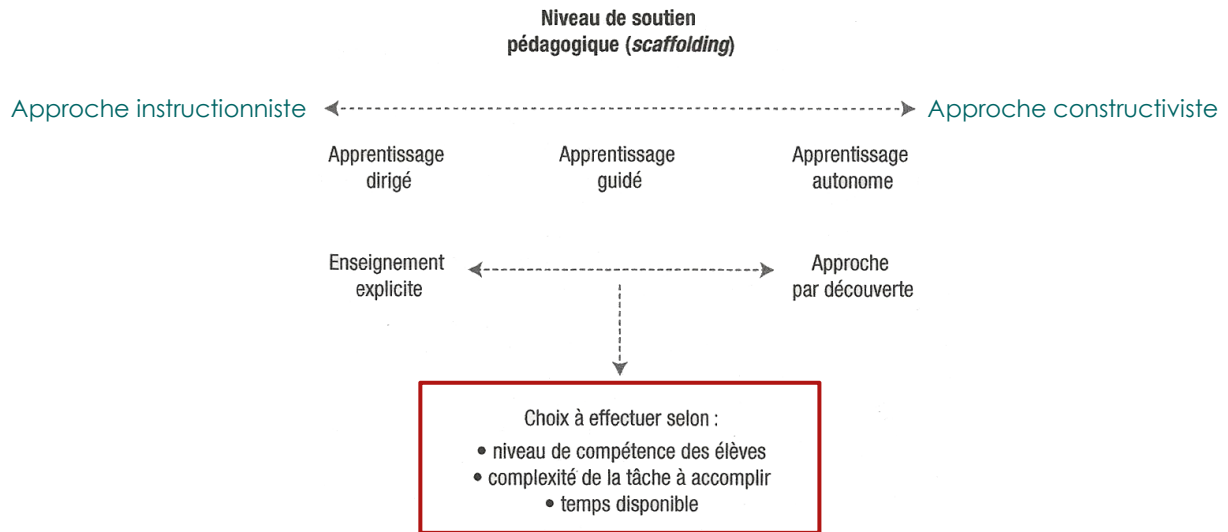 Niveau de soutien
pédagogique (scaffolding)
Approche instructionniste
Approche constructiviste
Apprentissage
dirigé
Apprentissage
guidé
Apprentissage
autonome
Enseignement
explicite
Approche
par découverte
Choix à effectuer selon :
• niveau de compétence des élèves
• complexité de la tâche à accomplir
• temps disponible